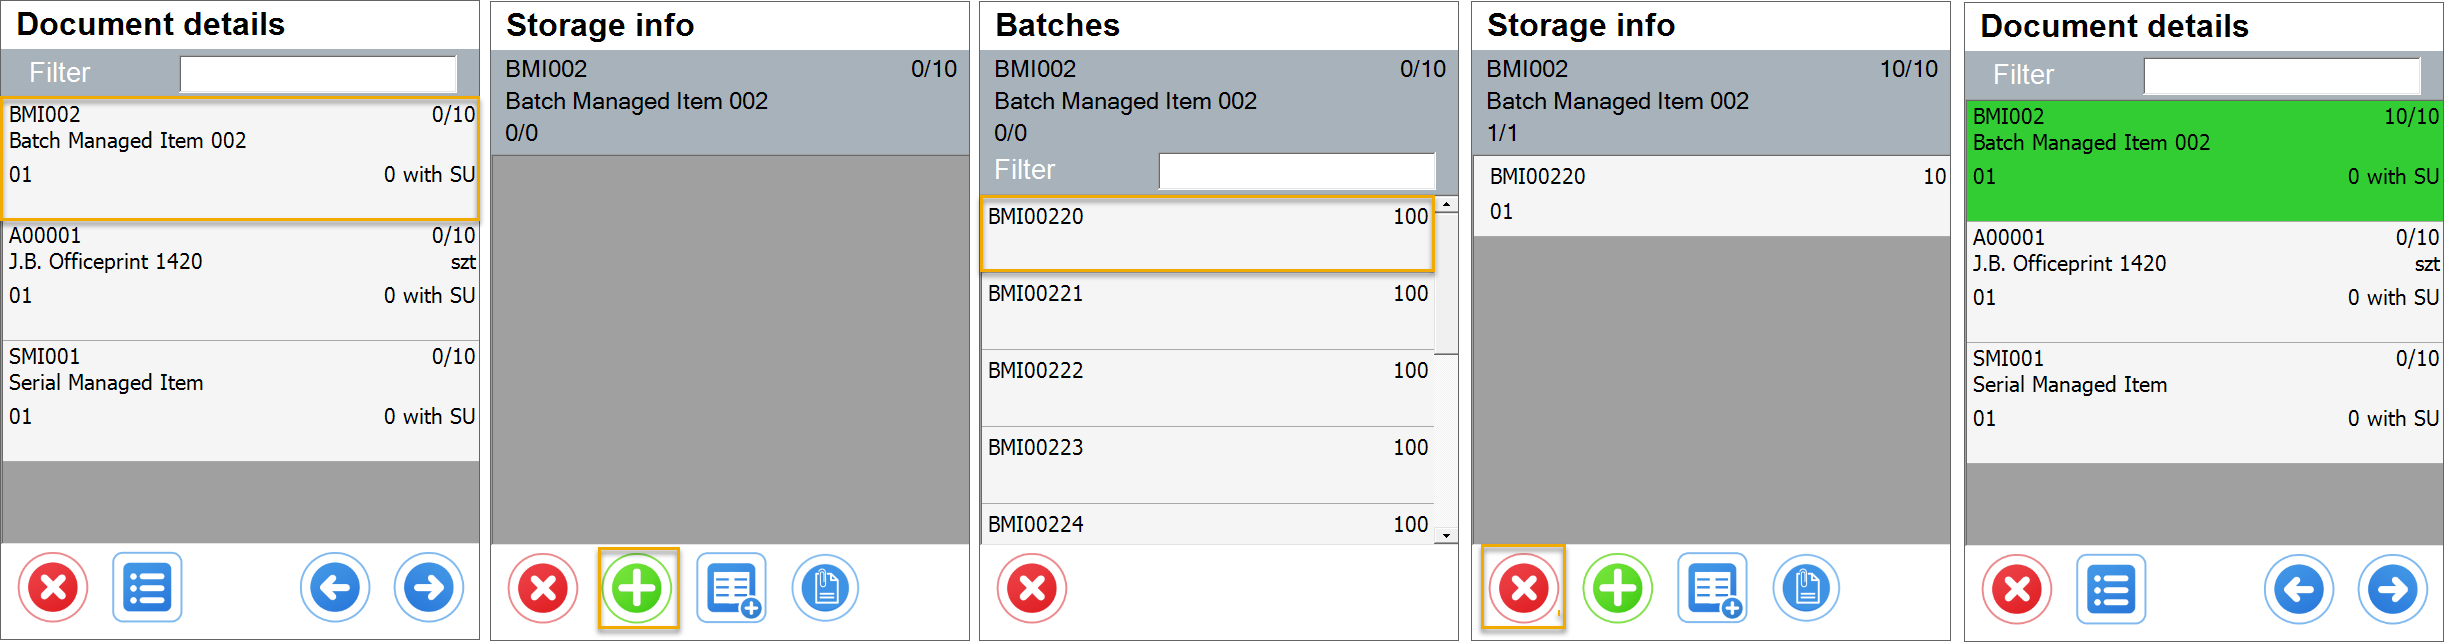 Document details
Filter
BMI002 0/10
Batch Managed Item 002
01 0 with SU
A00001 0/10
J.B. Officeprint 1420 szt
01 0 with SU
SMI001 0/10
Serial Managed Item
01 0 with SU
Storage info
BMI002 0/10
Batch Managed Item 002
0/0
Batches
BMI002 0/10
Batch Managed Item 002
0/0
Filter
BMI00220 100
BMI00221 100
BMI00222 100
BMI00223 100
BMI00224 100
Storage info
BMI002 10/10
Batch Managed Item 002
1/1
BMI00220 10
01
Document details
Filter
BMI002 10/10
Batch Managed Item 002
01 0 with SU
A00001 0/10
J.B. Officeprint 1420 szt
01 0 with SU
SMI001 0/10
Serial Managed Item
01 0 with SU